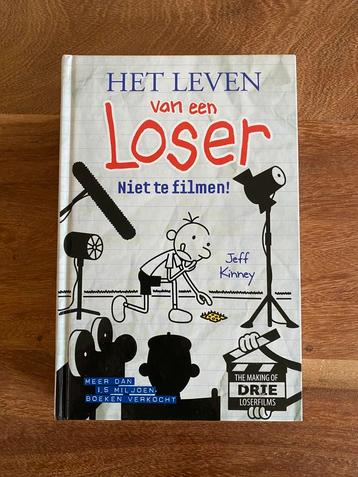 HET LEVEN
van een
Loser
Niet te filmen!
Jeff
Kinney
MEER DAN
1,5 MILJOEN
BOEKEN VERKOCHT
THE MAKING OF
DRIE
LOSERFILMS